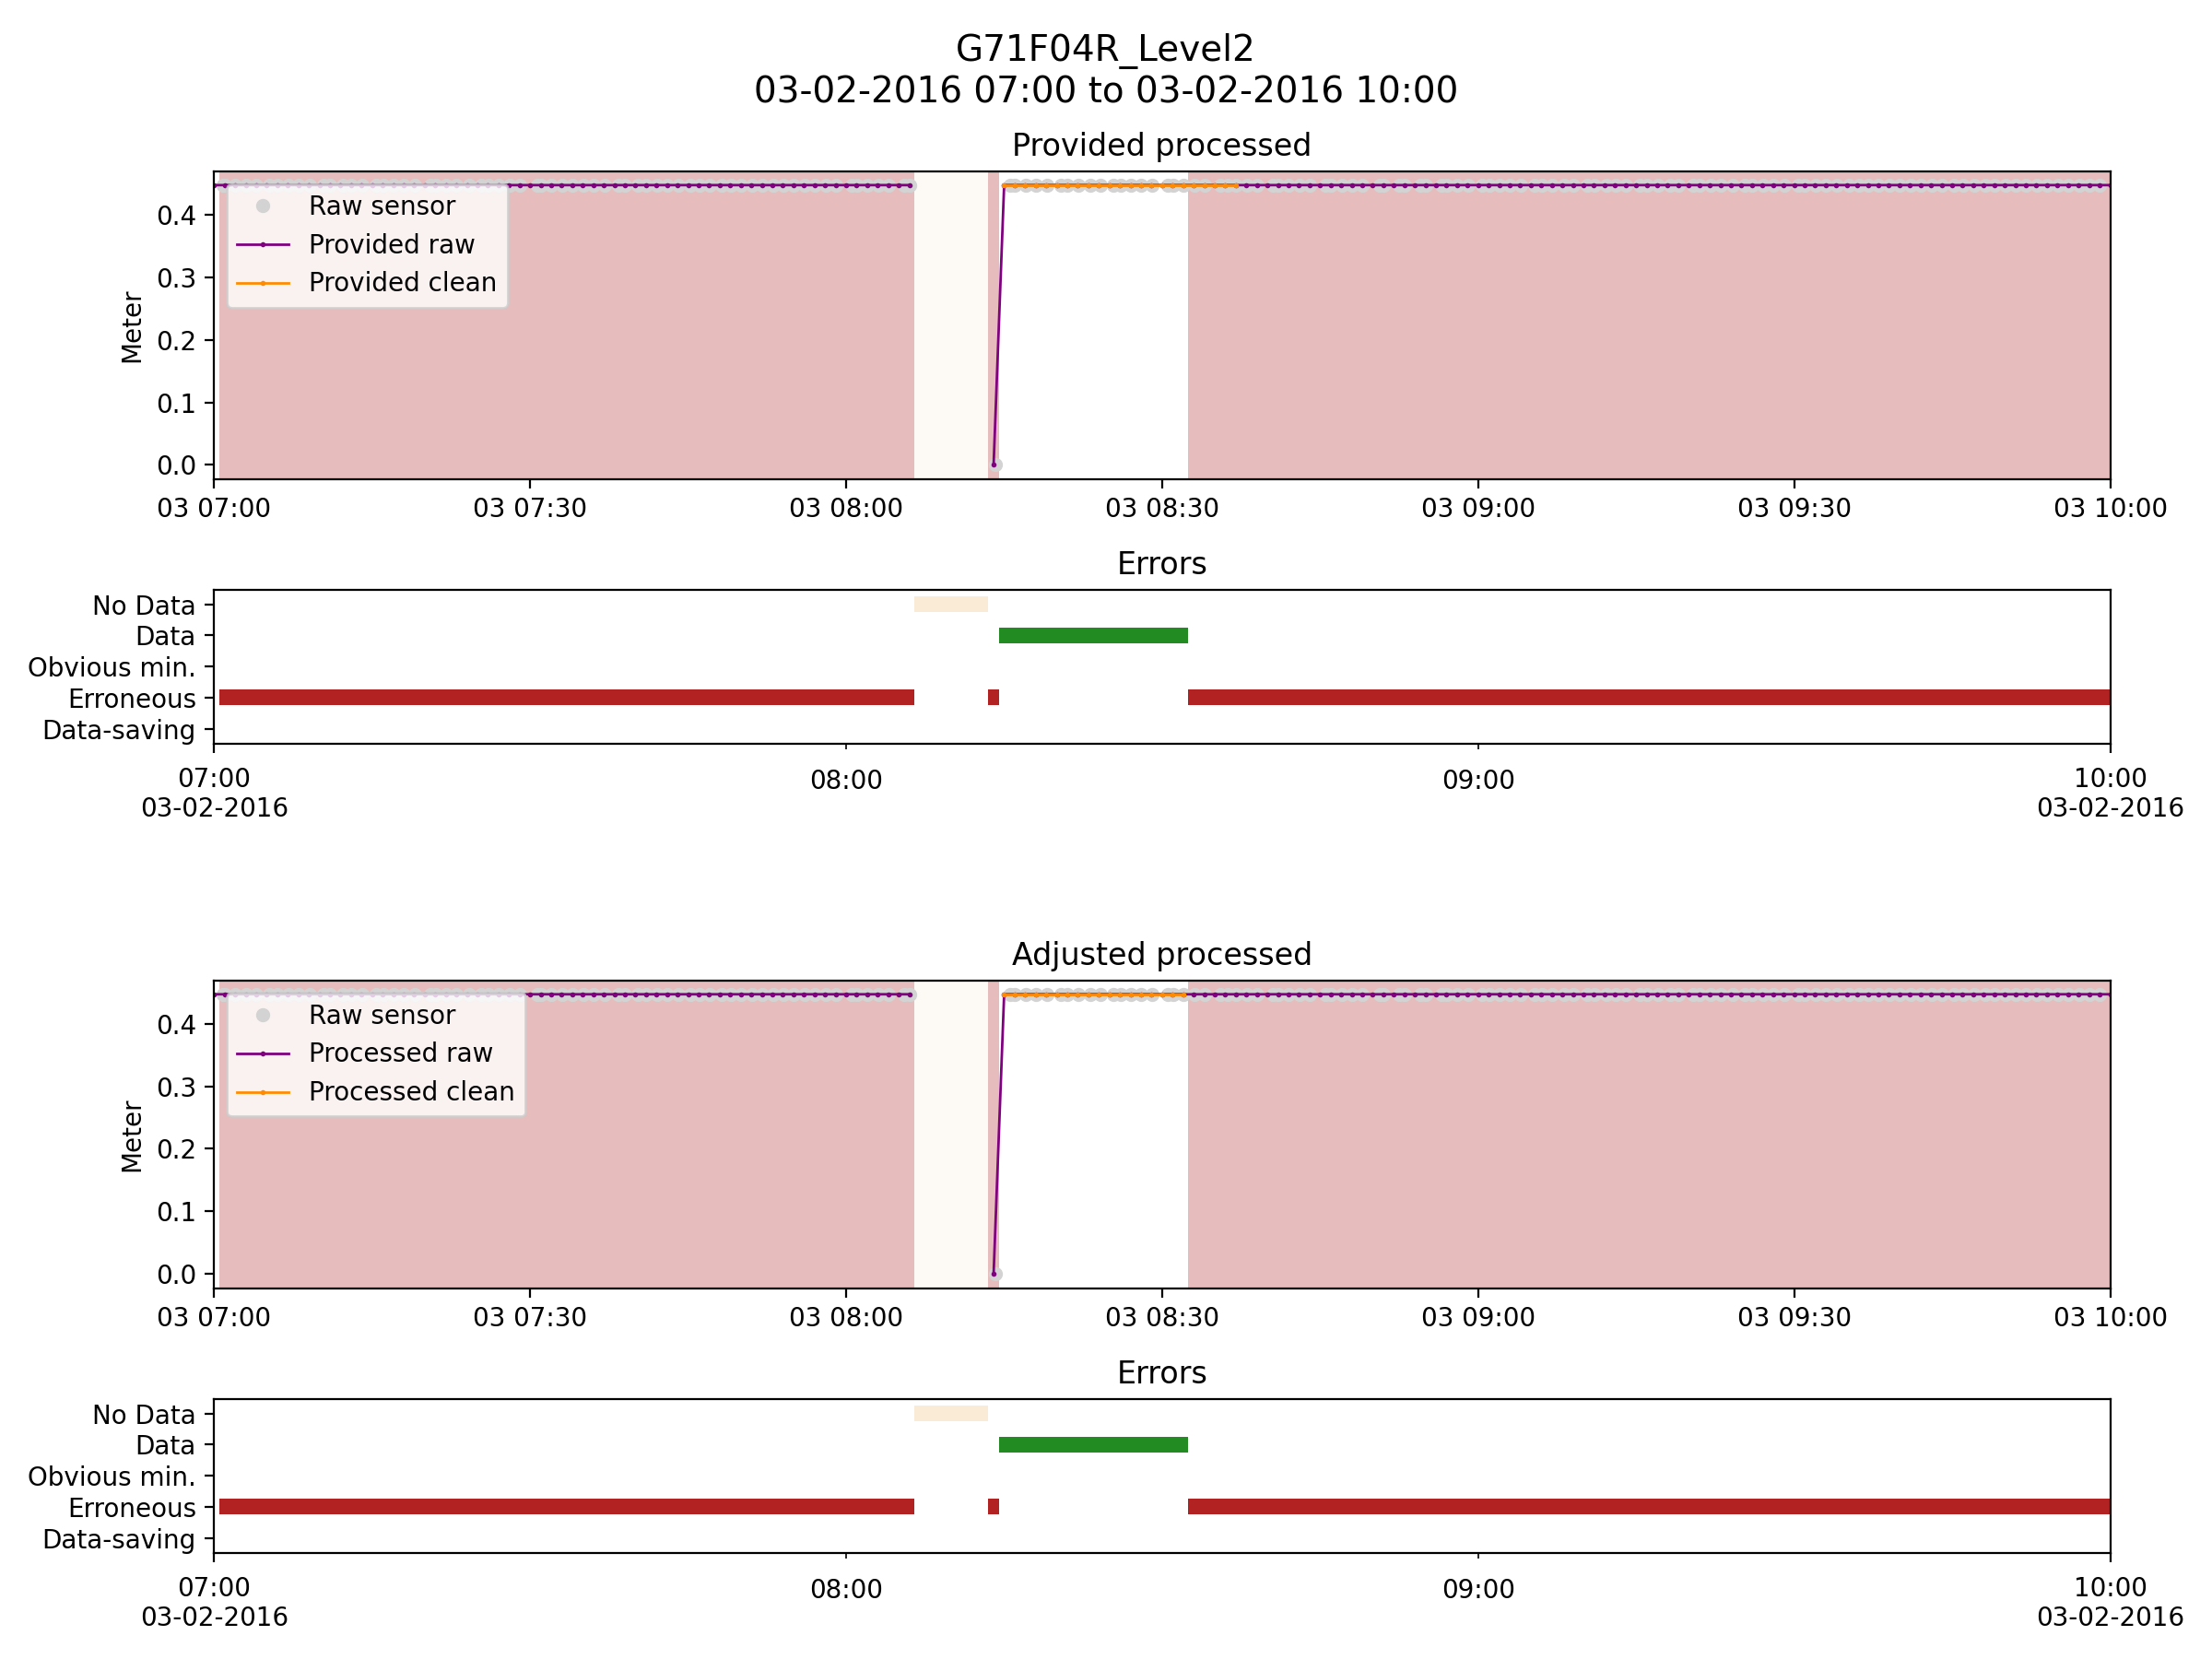 G71F04R_Level2
03-02-2016 07:00 to 03-02-2016 10:00
Provided processed
Meter
0.4
0.3
0.2
0.1
0.0
Raw sensor
Provided raw
Provided clean
03 07:00 03 07:30 03 08:00 03 08:30 03 09:00 03 09:30 03 10:00
Errors
No Data
Data
Obvious min.
Erroneous
Data-saving
07:00 08:00 09:00 10:00
03-02-2016 03-02-2016
Adjusted processed
Meter
0.4
0.3
0.2
0.1
0.0
Raw sensor
Processed raw
Processed clean
03 07:00 03 07:30 03 08:00 03 08:30 03 09:00 03 09:30 03 10:00
Errors
No Data
Data
Obvious min.
Erroneous
Data-saving
07:00 08:00 09:00 10:00
03-02-2016 03-02-2016